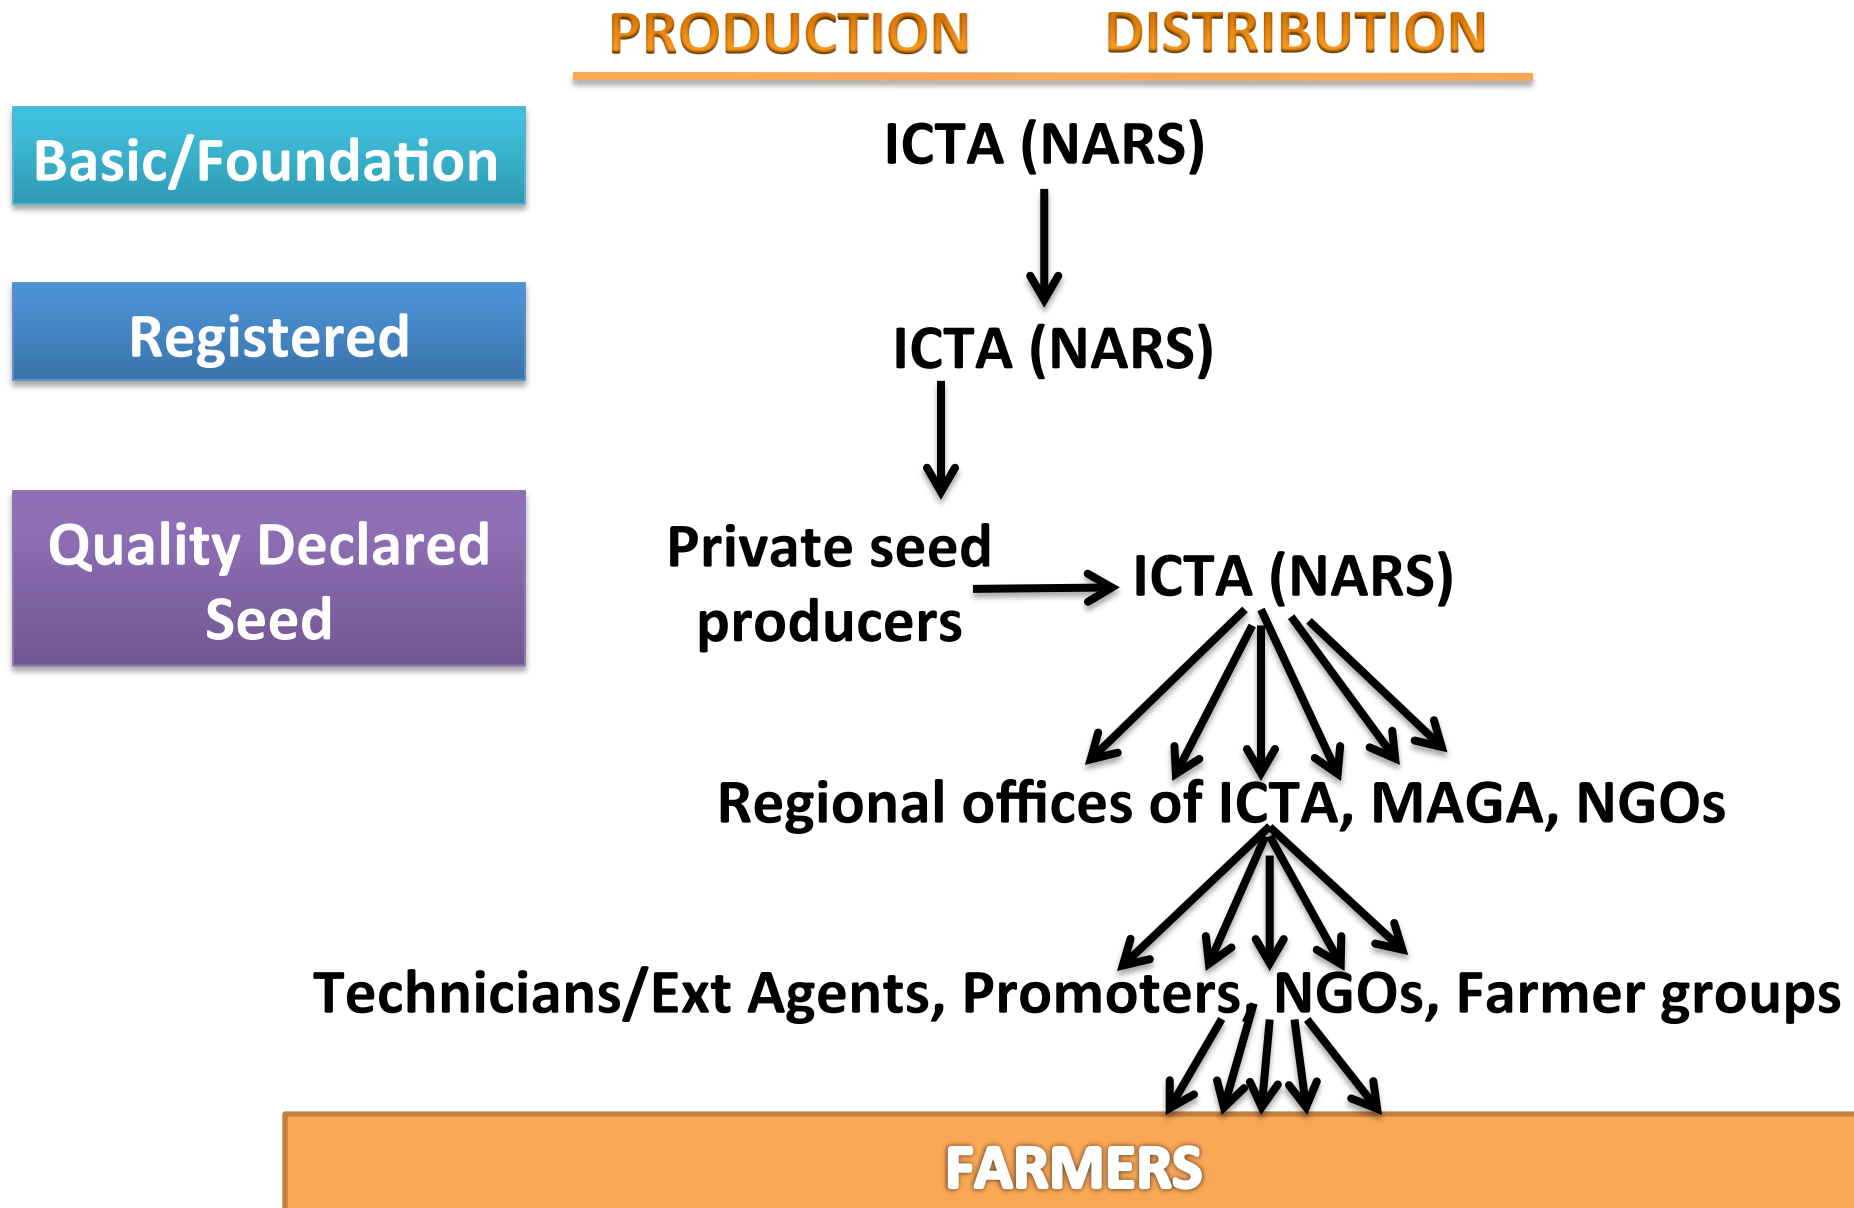 PRODUCTION DISTRIBUTION
Basic/Foundation
ICTA (NARS)
Registered
ICTA (NARS)
Quality Declared
Seed
Private seed
producers
ICTA (NARS)
Regional offices of ICTA, MAGA, NGOs
Technicians/Ext Agents, Promoters, NGOs, Farmer groups
FARMERS